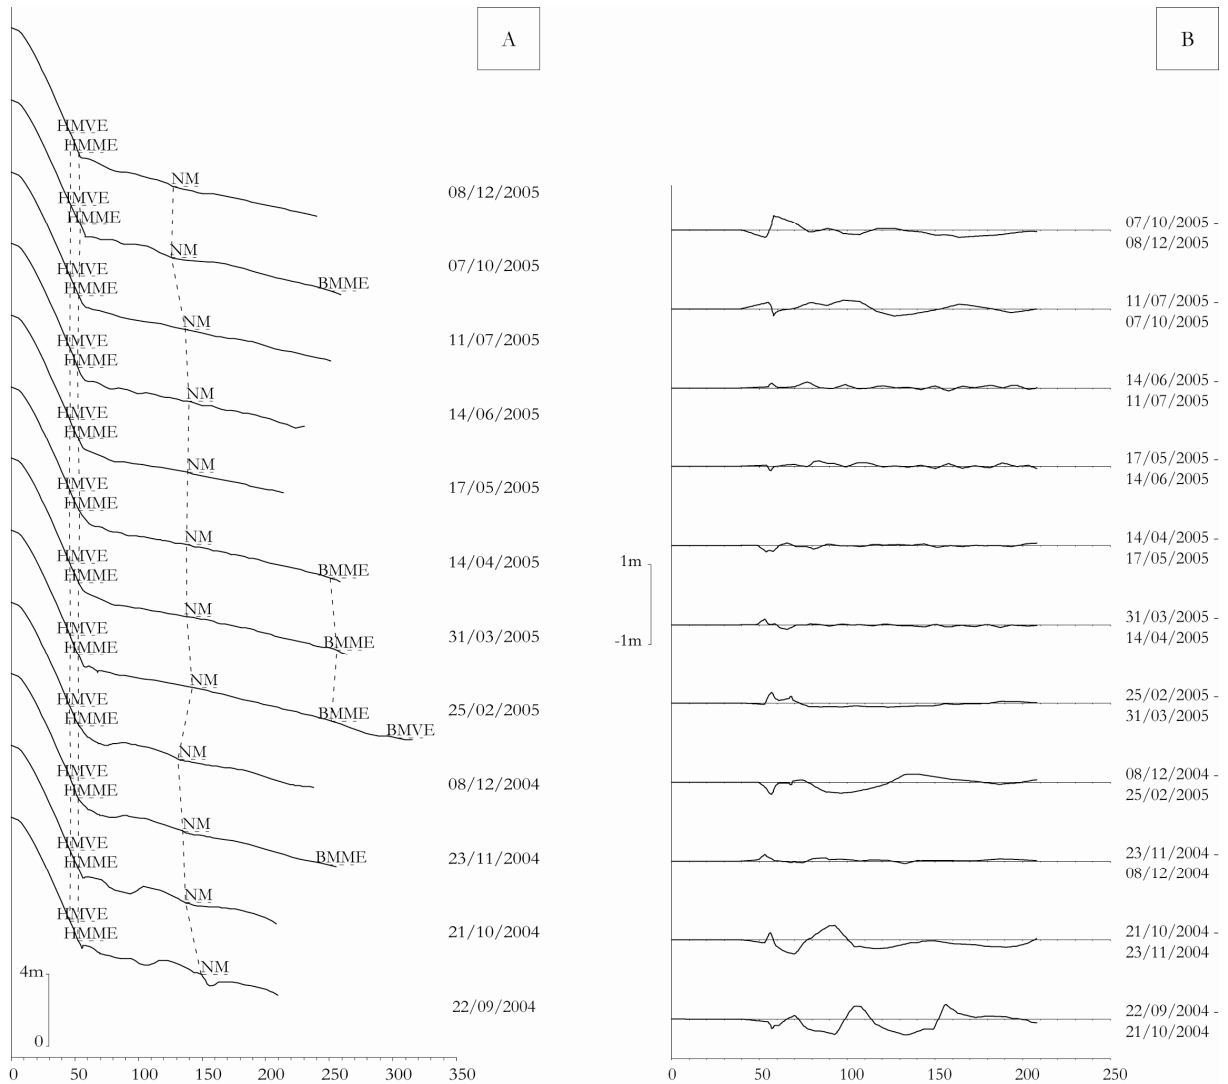 A
HMVE
HMME
NM
08/12/2005
HMVE
HMME
NM
BMME
07/10/2005
HMVE
HMME
NM
11/07/2005
HMVE
HMME
NM
14/06/2005
HMVE
HMME
NM
17/05/2005
HMVE
HMME
NM
BMME
14/04/2005
HMVE
HMME
NM
BMME
31/03/2005
HMVE
HMME
NM
BMME
BMVE
25/02/2005
HMVE
HMME
NM
08/12/2004
HMVE
HMME
NM
BMME
23/11/2004
HMVE
HMME
NM
21/10/2004
HMVE
HMME
NM
22/09/2004
4m
0
0 50 100 150 200 250 300 350
B
07/10/2005 -
08/12/2005
11/07/2005 -
07/10/2005
14/06/2005 -
11/07/2005
17/05/2005 -
14/06/2005
14/04/2005 -
17/05/2005
1m
-1m
31/03/2005 -
14/04/2005
25/02/2005 -
31/03/2005
08/12/2004 -
25/02/2005
23/11/2004 -
08/12/2004
21/10/2004 -
23/11/2004
22/09/2004 -
21/10/2004
0 50 100 150 200 250